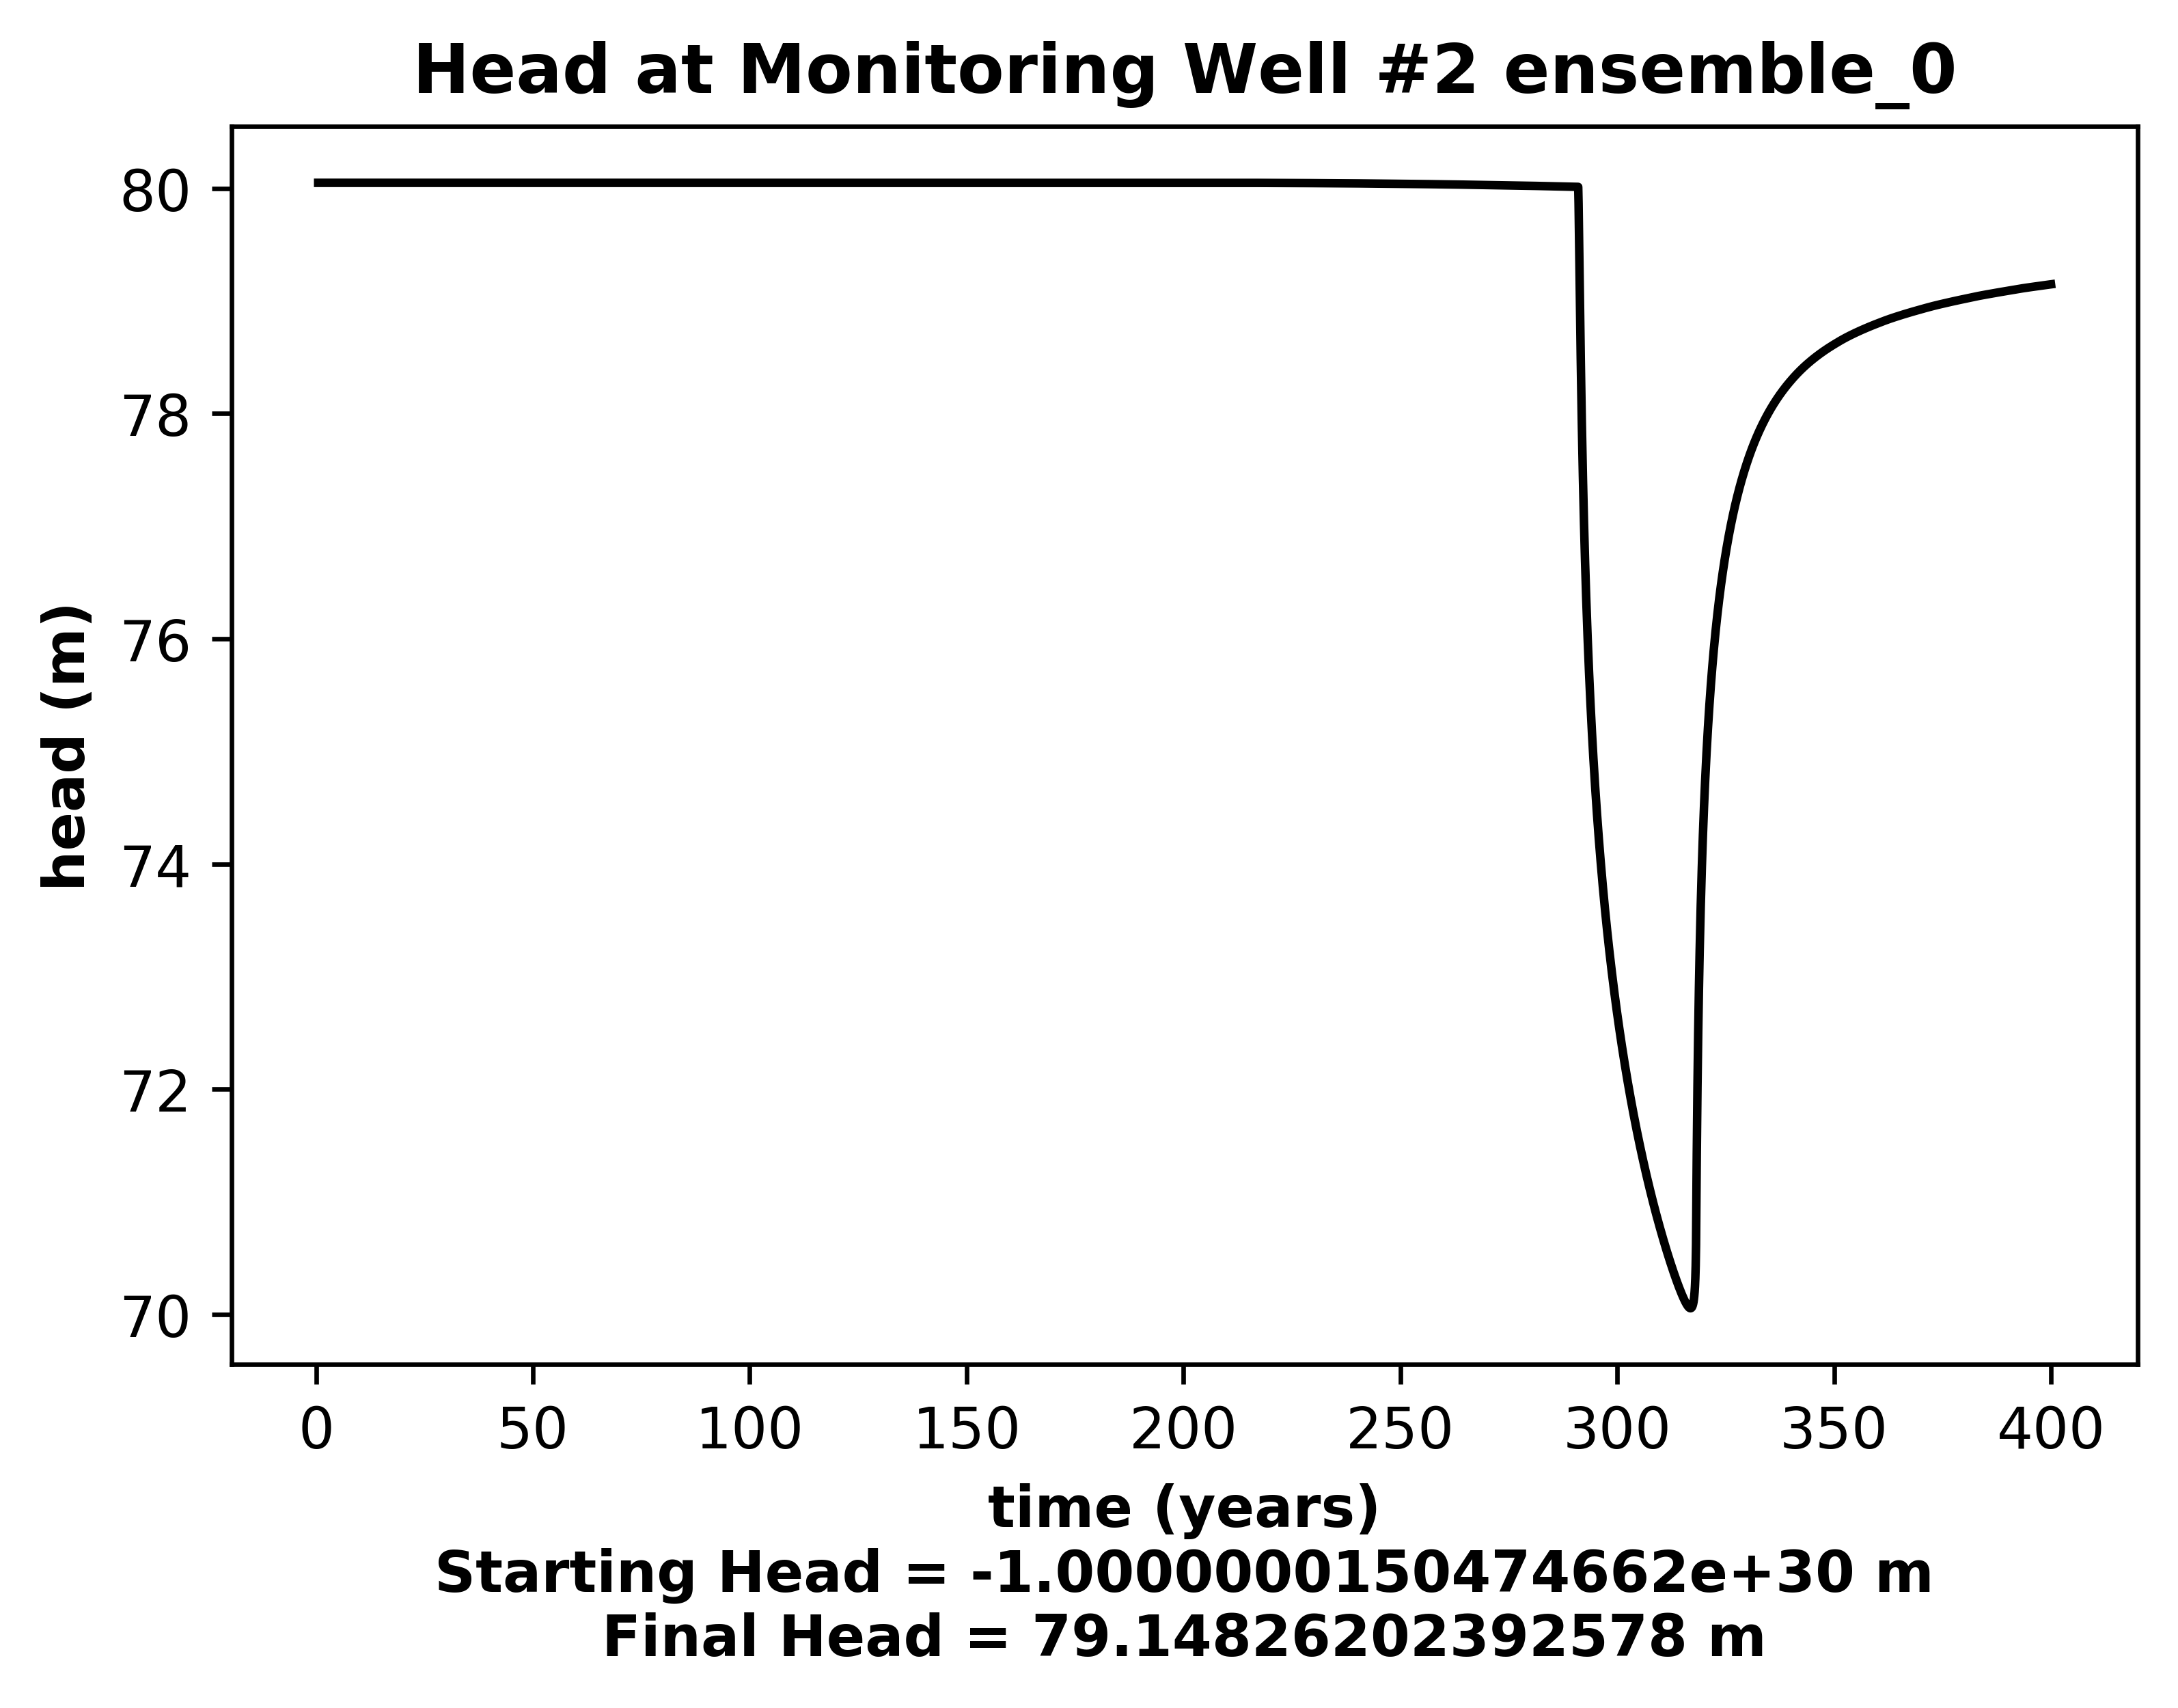 Head at Monitoring Well #2 ensemble_0
80
78
76
74
72
70
head (m)
0 50 100 150 200 250 300 350 400
time (years)
Starting Head = -1.0000000150474662e+30 m
Final Head = 79.14826202392578 m